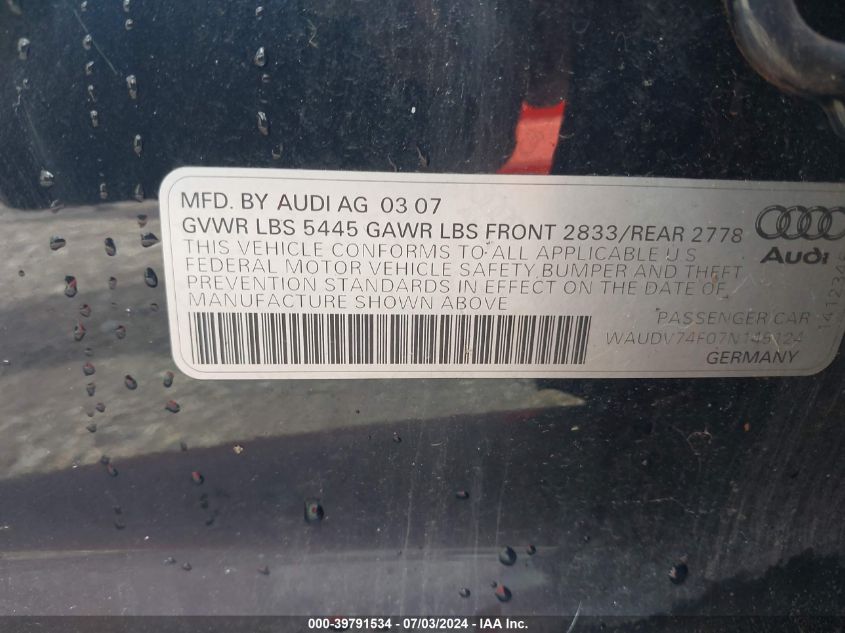 MFD. BY AUDI AG 03 07
GVWR LBS 5445 GAWR LBS FRONT 2833/REAR 2778
THIS VEHICLE CONFORMS TO ALL APPLICABLE U S
FEDERAL MOTOR VEHICLE SAFETY, BUMPER AND THEFT
PREVENTION STANDARDS IN EFFECT ON THE DATE OF
MANUFACTURE SHOWN ABOVE
Audi
PASSENGER CAR
WAUDV74F07N145124
GERMANY
000-39791534 - 07/03/2024 - IAA Inc.